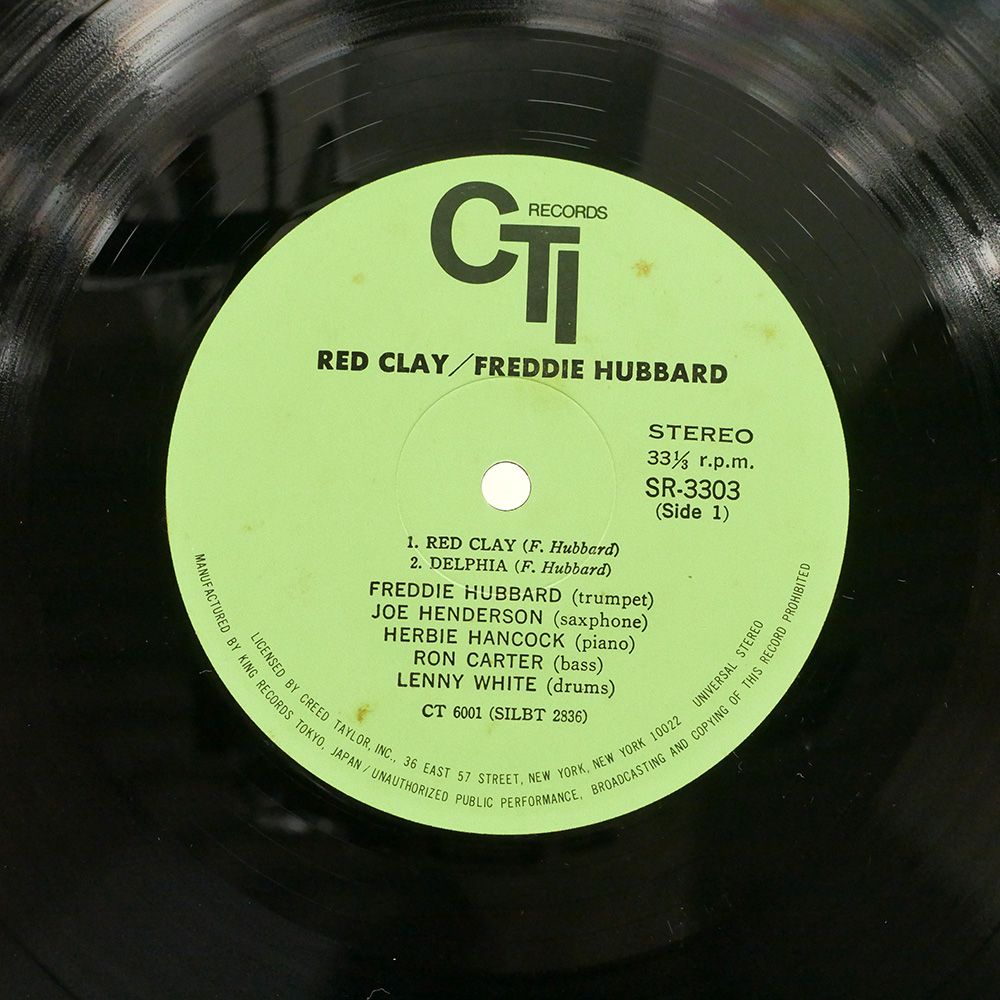 CTI RECORDS
RED CLAY/FREDDIE HUBBARD
STEREO
33⅓ r.p.m.
SR-3303
(Side 1)
1. RED CLAY (F. Hubbard)
2. DELPHIA (F. Hubbard)
FREDDIE HUBBARD (trumpet)
JOE HENDERSON (saxphone)
HERBIE HANCOCK (piano)
RON CARTER (bass)
LENNY WHITE (drums)
CT 6001 (SILBT 2836)
LICENSED BY CREED TAYLOR, INC., 36 EAST 57 STREET, NEW YORK, NEW YORK 10022 UNIVERSAL STEREO
MANUFACTURED BY KING RECORDS TOKYO, JAPAN / UNAUTHORIZED PUBLIC PERFORMANCE, BROADCASTING AND COPYING OF THIS RECORD PROHIBITED